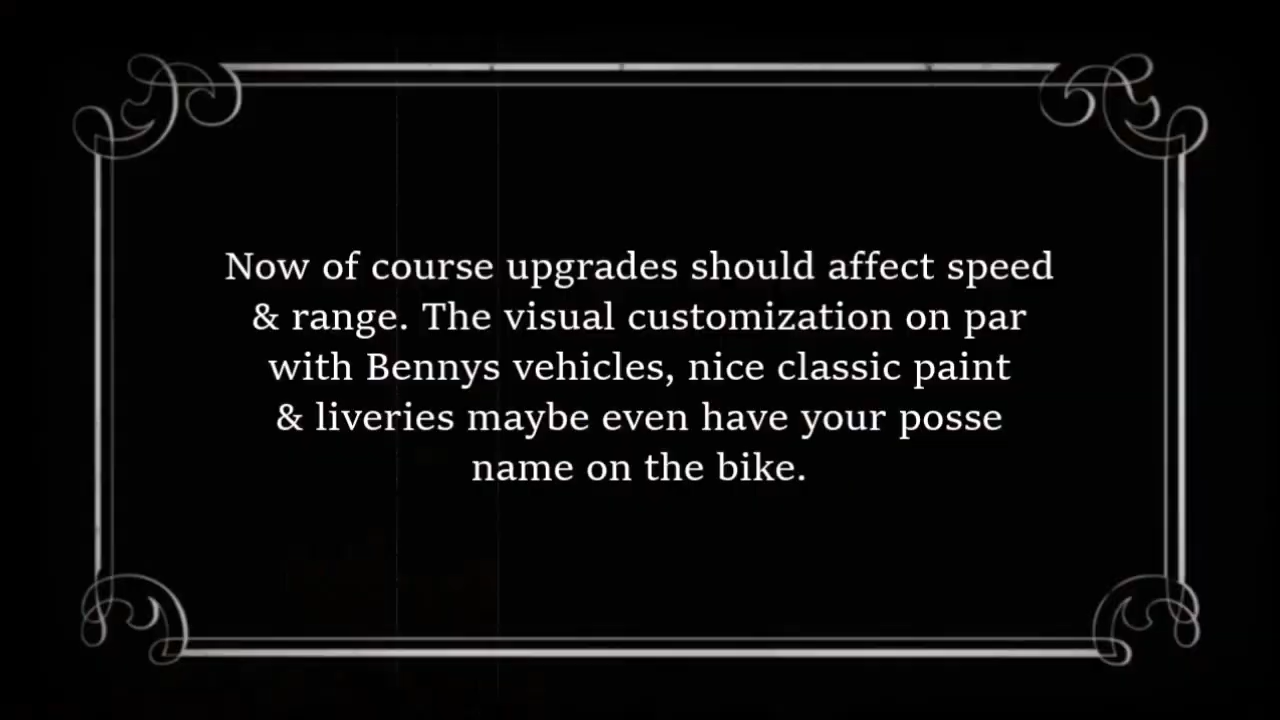 Now of course upgrades should affect speed
& range. The visual customization on par
with Bennys vehicles, nice classic paint
& liveries maybe even have your posse
name on the bike.